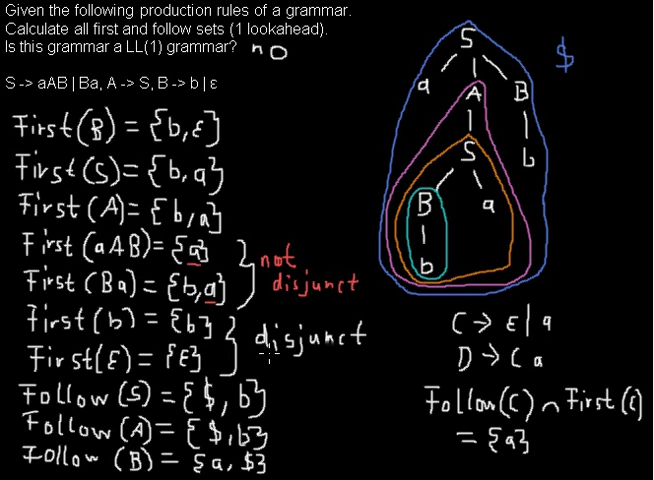 Given the following production rules of a grammar.
Calculate all first and follow sets (1 lookahead).
Is this grammar a LL(1) grammar? no
S -> aAB | Ba, A -> S, B -> b | ε
First(B) = {b, ε}
First(S) = {b, a}
First(A) = {b, a}
First(aAB) = {a}
First(Ba) = {b, a}
not
disjunct
First(b) = {b}
First(ε) = {ε}
disjunct
Follow(S) = {$, b}
Follow(A) = {$, b}
Follow(B) = {a, $}
S
$
a A B
S b
B a
b
C → ε | a
D → C a
Follow(C) ∩ First(C)
= {a}